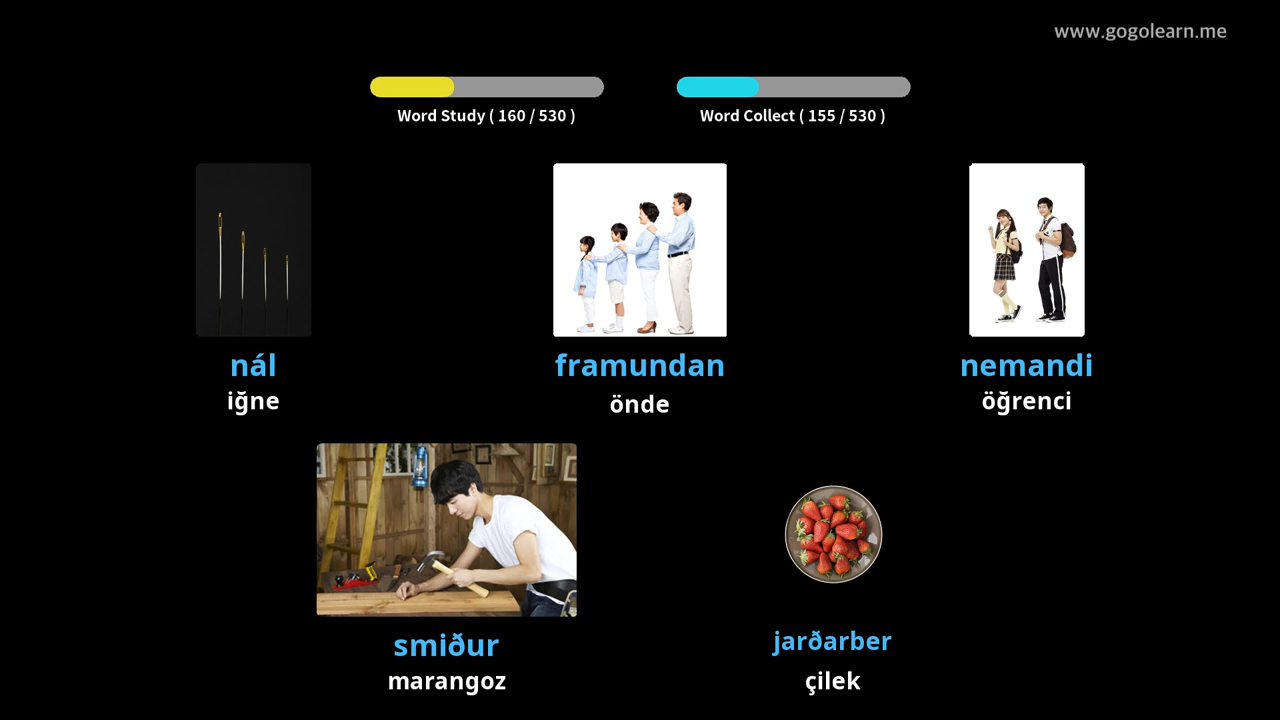 www.gogolearn.me
Word Study ( 160 / 530 )
Word Collect ( 155 / 530 )
nál
iğne
framundan
önde
nemandi
öğrenci
smiður
marangoz
jarðarber
çilek